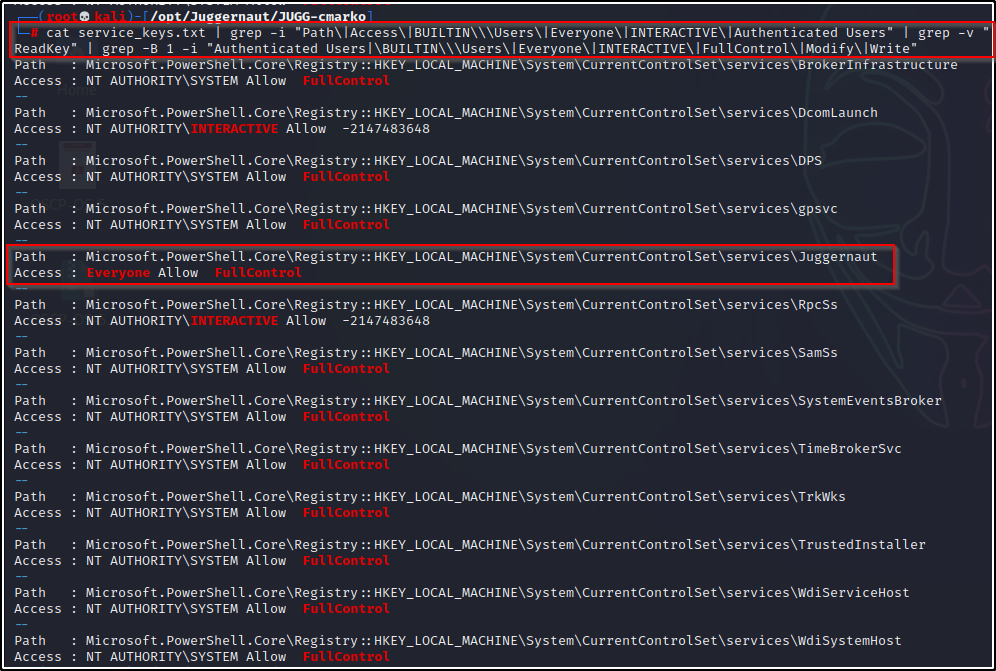 (root💀kali)-[/opt/Juggernaut/JUGG-cmarko]
# cat service_keys.txt | grep -i "Path\|Access\|BUILTIN\\\Users\|Everyone\|INTERACTIVE\|Authenticated Users" | grep -v "
ReadKey" | grep -B 1 -i "Authenticated Users|\BUILTIN\\\Users\|Everyone\|INTERACTIVE\|FullControl\|Modify\|Write"
Path   : Microsoft.PowerShell.Core\Registry::HKEY_LOCAL_MACHINE\System\CurrentControlSet\services\BrokerInfrastructure
Access : NT AUTHORITY\SYSTEM Allow  FullControl
--
Path   : Microsoft.PowerShell.Core\Registry::HKEY_LOCAL_MACHINE\System\CurrentControlSet\services\DcomLaunch
Access : NT AUTHORITY\INTERACTIVE Allow  -2147483648
--
Path   : Microsoft.PowerShell.Core\Registry::HKEY_LOCAL_MACHINE\System\CurrentControlSet\services\DPS
Access : NT AUTHORITY\SYSTEM Allow  FullControl
--
Path   : Microsoft.PowerShell.Core\Registry::HKEY_LOCAL_MACHINE\System\CurrentControlSet\services\gpsvc
Access : NT AUTHORITY\SYSTEM Allow  FullControl
--
Path   : Microsoft.PowerShell.Core\Registry::HKEY_LOCAL_MACHINE\System\CurrentControlSet\services\Juggernaut
Access : Everyone Allow  FullControl
--
Path   : Microsoft.PowerShell.Core\Registry::HKEY_LOCAL_MACHINE\System\CurrentControlSet\services\RpcSs
Access : NT AUTHORITY\INTERACTIVE Allow  -2147483648
--
Path   : Microsoft.PowerShell.Core\Registry::HKEY_LOCAL_MACHINE\System\CurrentControlSet\services\SamSs
Access : NT AUTHORITY\SYSTEM Allow  FullControl
--
Path   : Microsoft.PowerShell.Core\Registry::HKEY_LOCAL_MACHINE\System\CurrentControlSet\services\SystemEventsBroker
Access : NT AUTHORITY\SYSTEM Allow  FullControl
--
Path   : Microsoft.PowerShell.Core\Registry::HKEY_LOCAL_MACHINE\System\CurrentControlSet\services\TimeBrokerSvc
Access : NT AUTHORITY\SYSTEM Allow  FullControl
--
Path   : Microsoft.PowerShell.Core\Registry::HKEY_LOCAL_MACHINE\System\CurrentControlSet\services\TrkWks
Access : NT AUTHORITY\SYSTEM Allow  FullControl
--
Path   : Microsoft.PowerShell.Core\Registry::HKEY_LOCAL_MACHINE\System\CurrentControlSet\services\TrustedInstaller
Access : NT AUTHORITY\SYSTEM Allow  FullControl
--
Path   : Microsoft.PowerShell.Core\Registry::HKEY_LOCAL_MACHINE\System\CurrentControlSet\services\WdiServiceHost
Access : NT AUTHORITY\SYSTEM Allow  FullControl
--
Path   : Microsoft.PowerShell.Core\Registry::HKEY_LOCAL_MACHINE\System\CurrentControlSet\services\WdiSystemHost
Access : NT AUTHORITY\SYSTEM Allow  FullControl